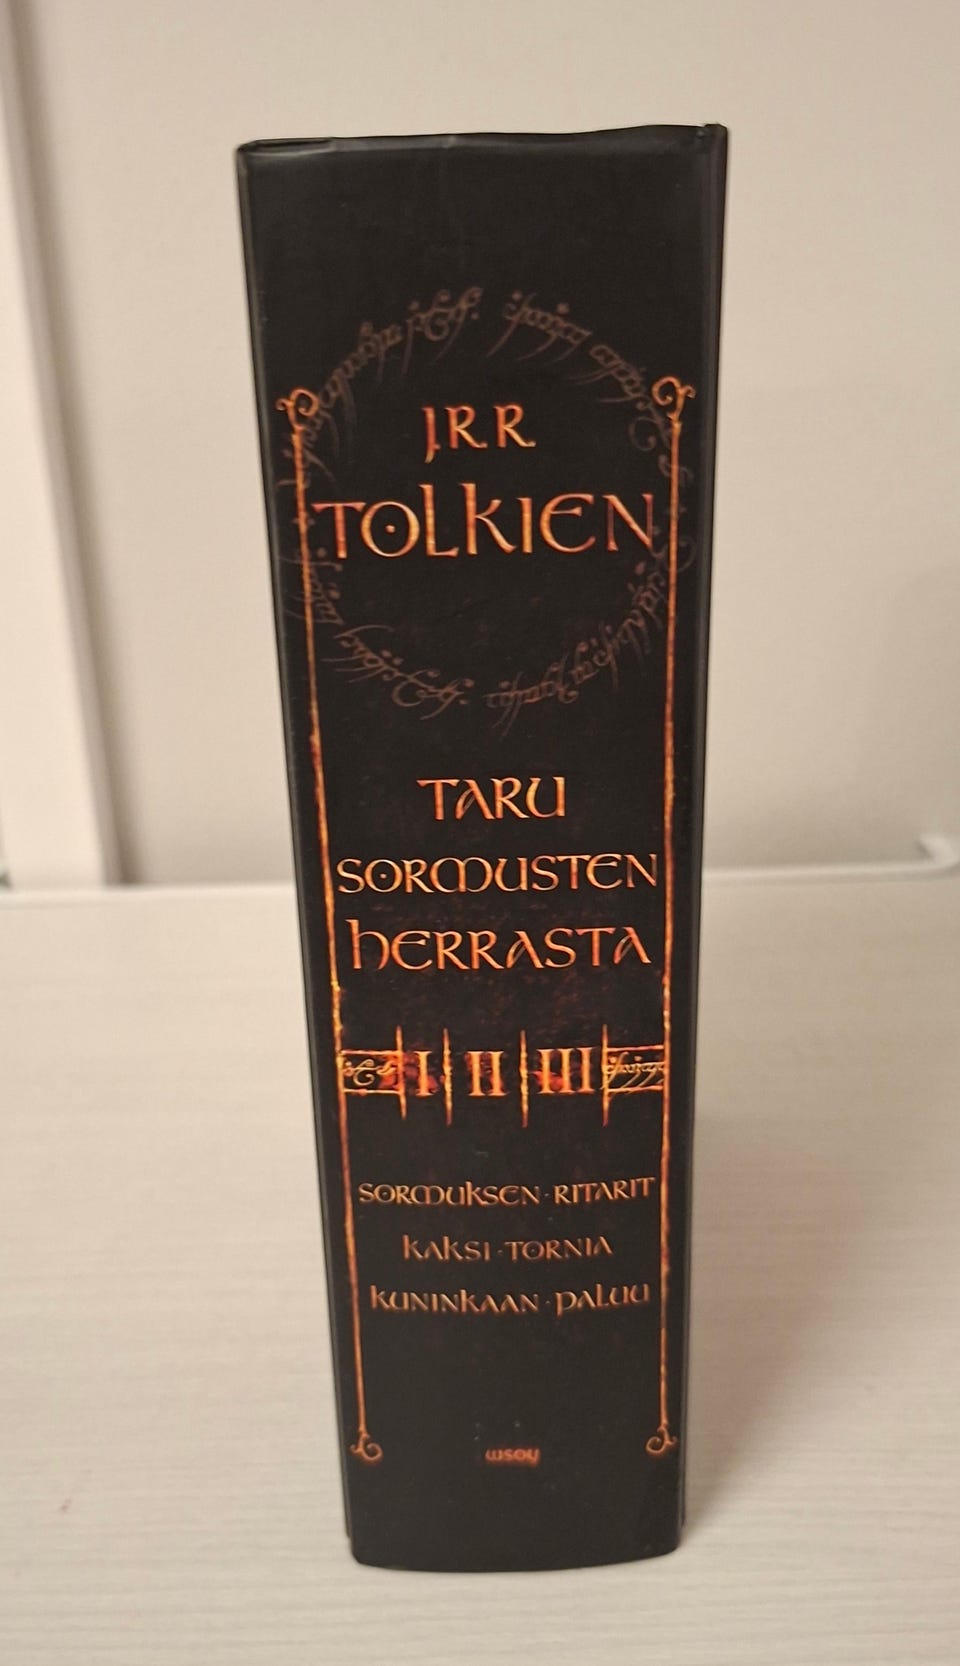 J.R.R.
TOLKIEN
TARU
SORMUSTEN
HERRASTA
I II III
SORMUKSEN · RITARIT
KAKSI · TORNIA
KUNINKAAN · PALUU
wsoy